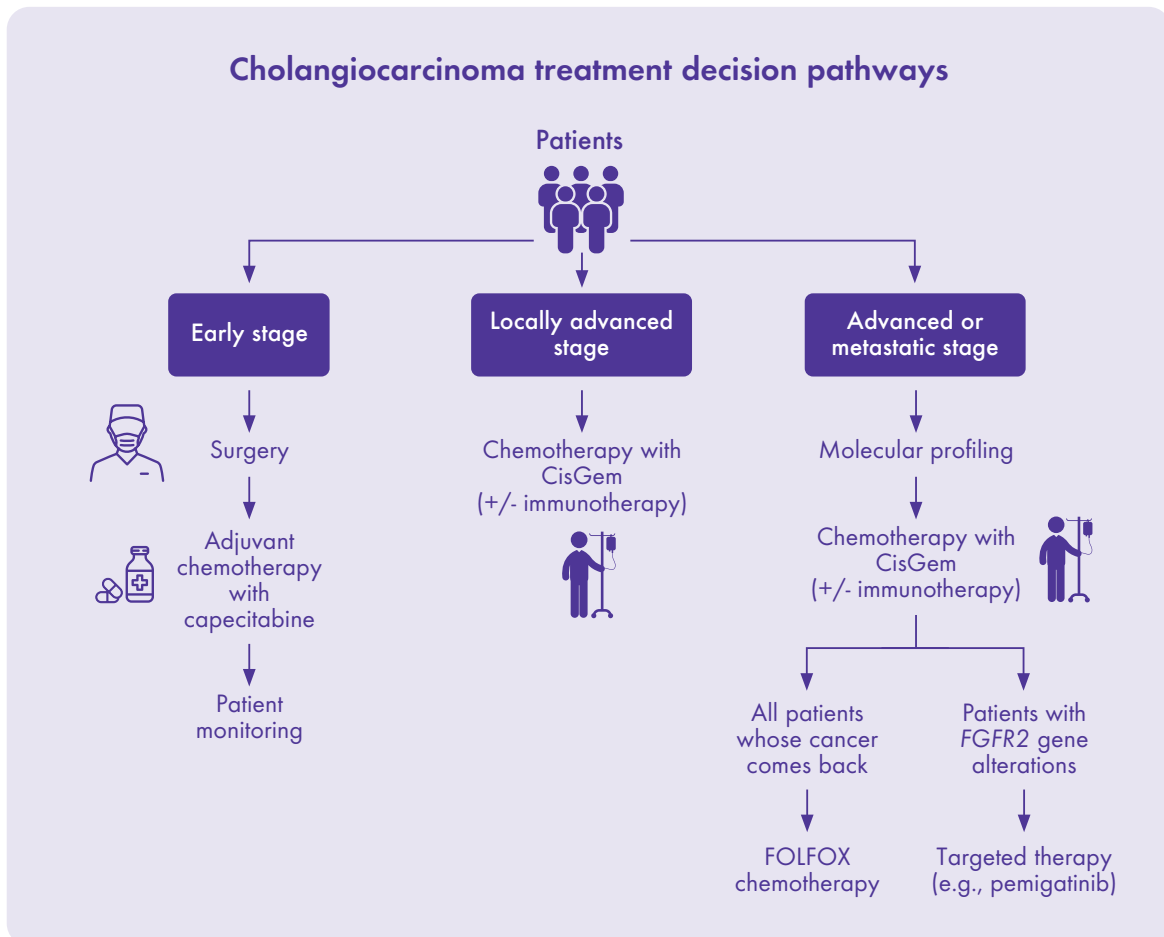 Cholangiocarcinoma treatment decision pathways
Patients
Early stage
Surgery
Adjuvant
chemotherapy
with
capecitabine
Patient
monitoring
Locally advanced
stage
Chemotherapy with
CisGem
(+/- immunotherapy)
Advanced or
metastatic stage
Molecular profiling
Chemotherapy with
CisGem
(+/- immunotherapy)
All patients
whose cancer
comes back
FOLFOX
chemotherapy
Patients with
FGFR2 gene
alterations
Targeted therapy
(e.g., pemigatinib)